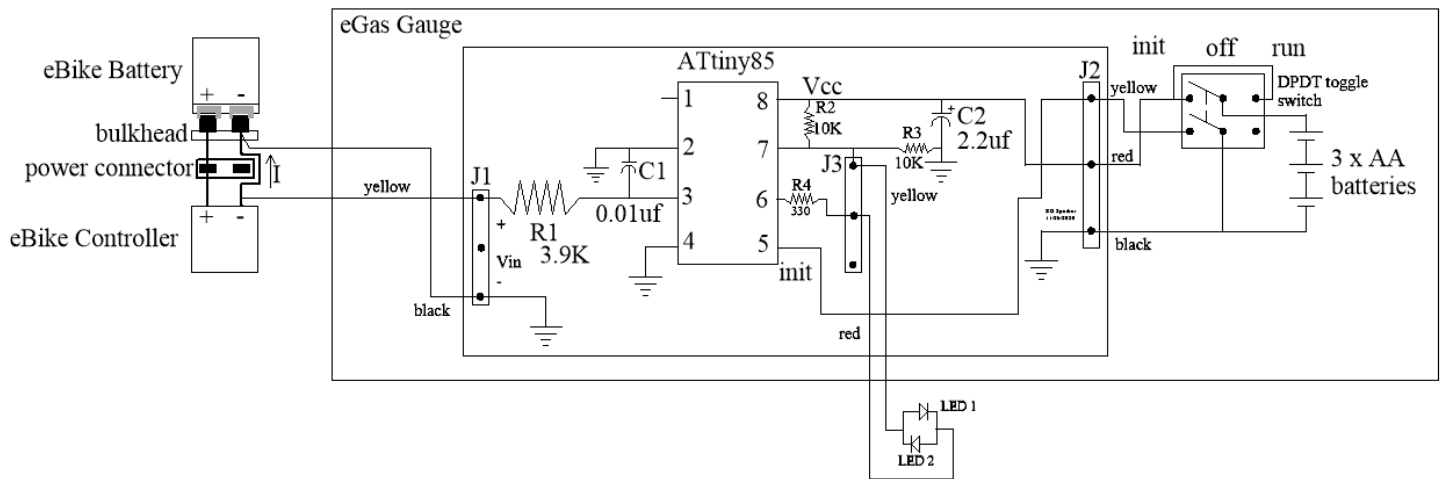 eGas Gauge
eBike Battery
+ -
bulkhead
power connector
I
+ -
eBike Controller
yellow
black
J1
+
Vin
-
R1
3.9K
C1
0.01uf
ATtiny85
1
2
3
4
8
7
6
5
Vcc
R2
10K
R3
10K
+
C2
2.2uf
R4
330
J3
yellow
init
red
J2
yellow
red
black
init off run
DPDT toggle
switch
3 x AA
batteries
LED 1
LED 2